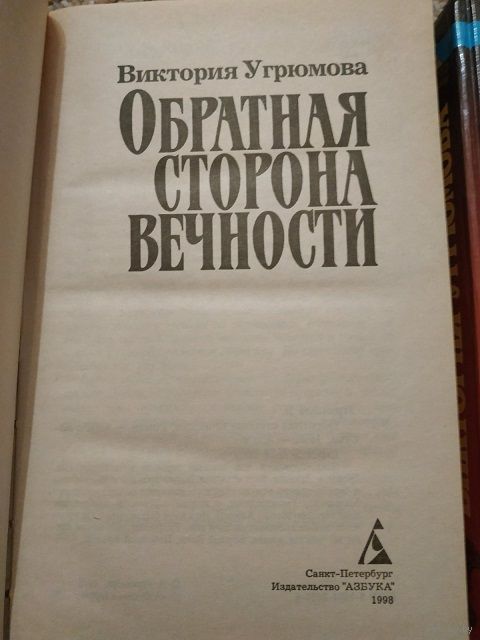 Виктория Угрюмова
ОБРАТНАЯ
СТОРОНА
ВЕЧНОСТИ
Санкт-Петербург
Издательство "АЗБУКА"
1998